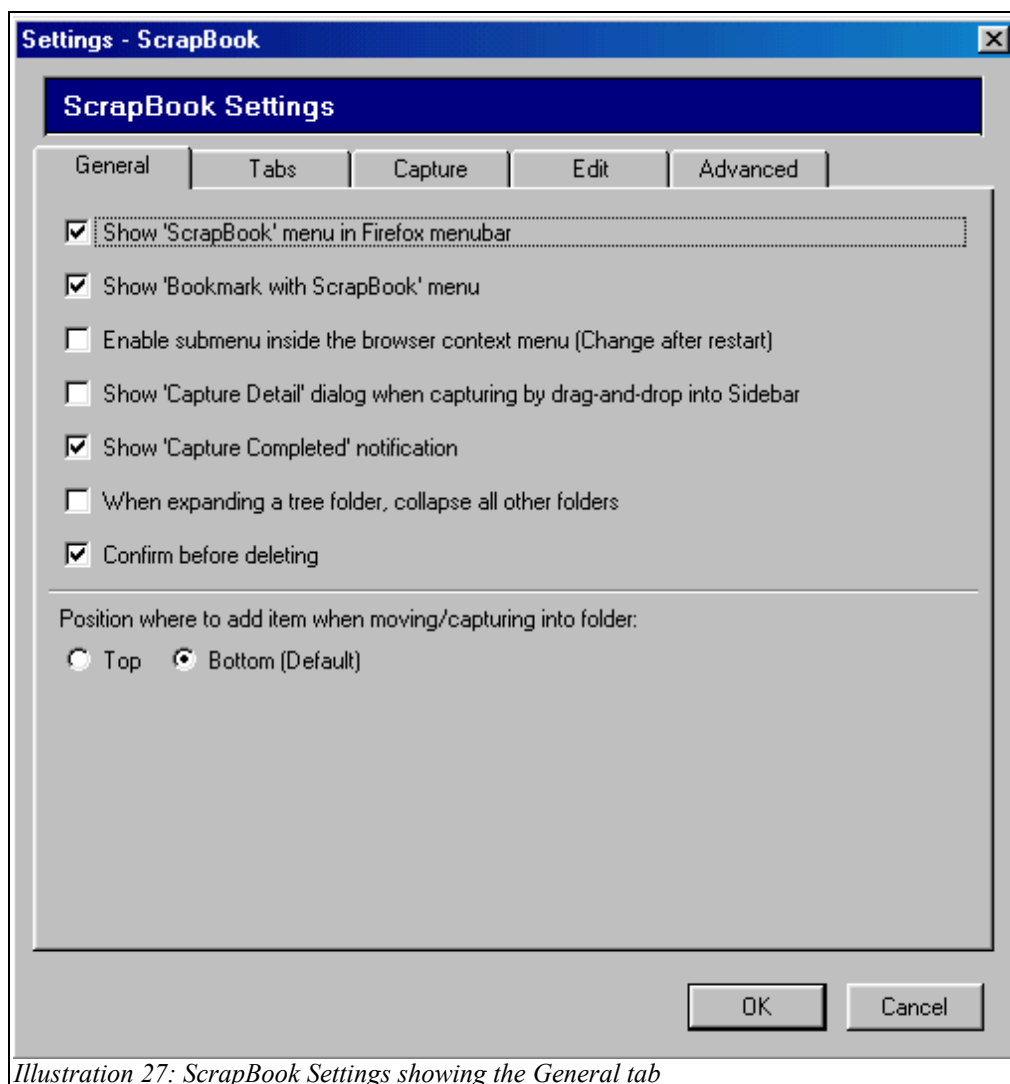 Settings - ScrapBook
ScrapBook Settings
General Tabs Capture Edit Advanced
Show 'ScrapBook' menu in Firefox menubar
Show 'Bookmark with ScrapBook' menu
Enable submenu inside the browser context menu (Change after restart)
Show 'Capture Detail' dialog when capturing by drag-and-drop into Sidebar
Show 'Capture Completed' notification
When expanding a tree folder, collapse all other folders
Confirm before deleting
Position where to add item when moving/capturing into folder:
Top Bottom (Default)
OK Cancel
Illustration 27: ScrapBook Settings showing the General tab